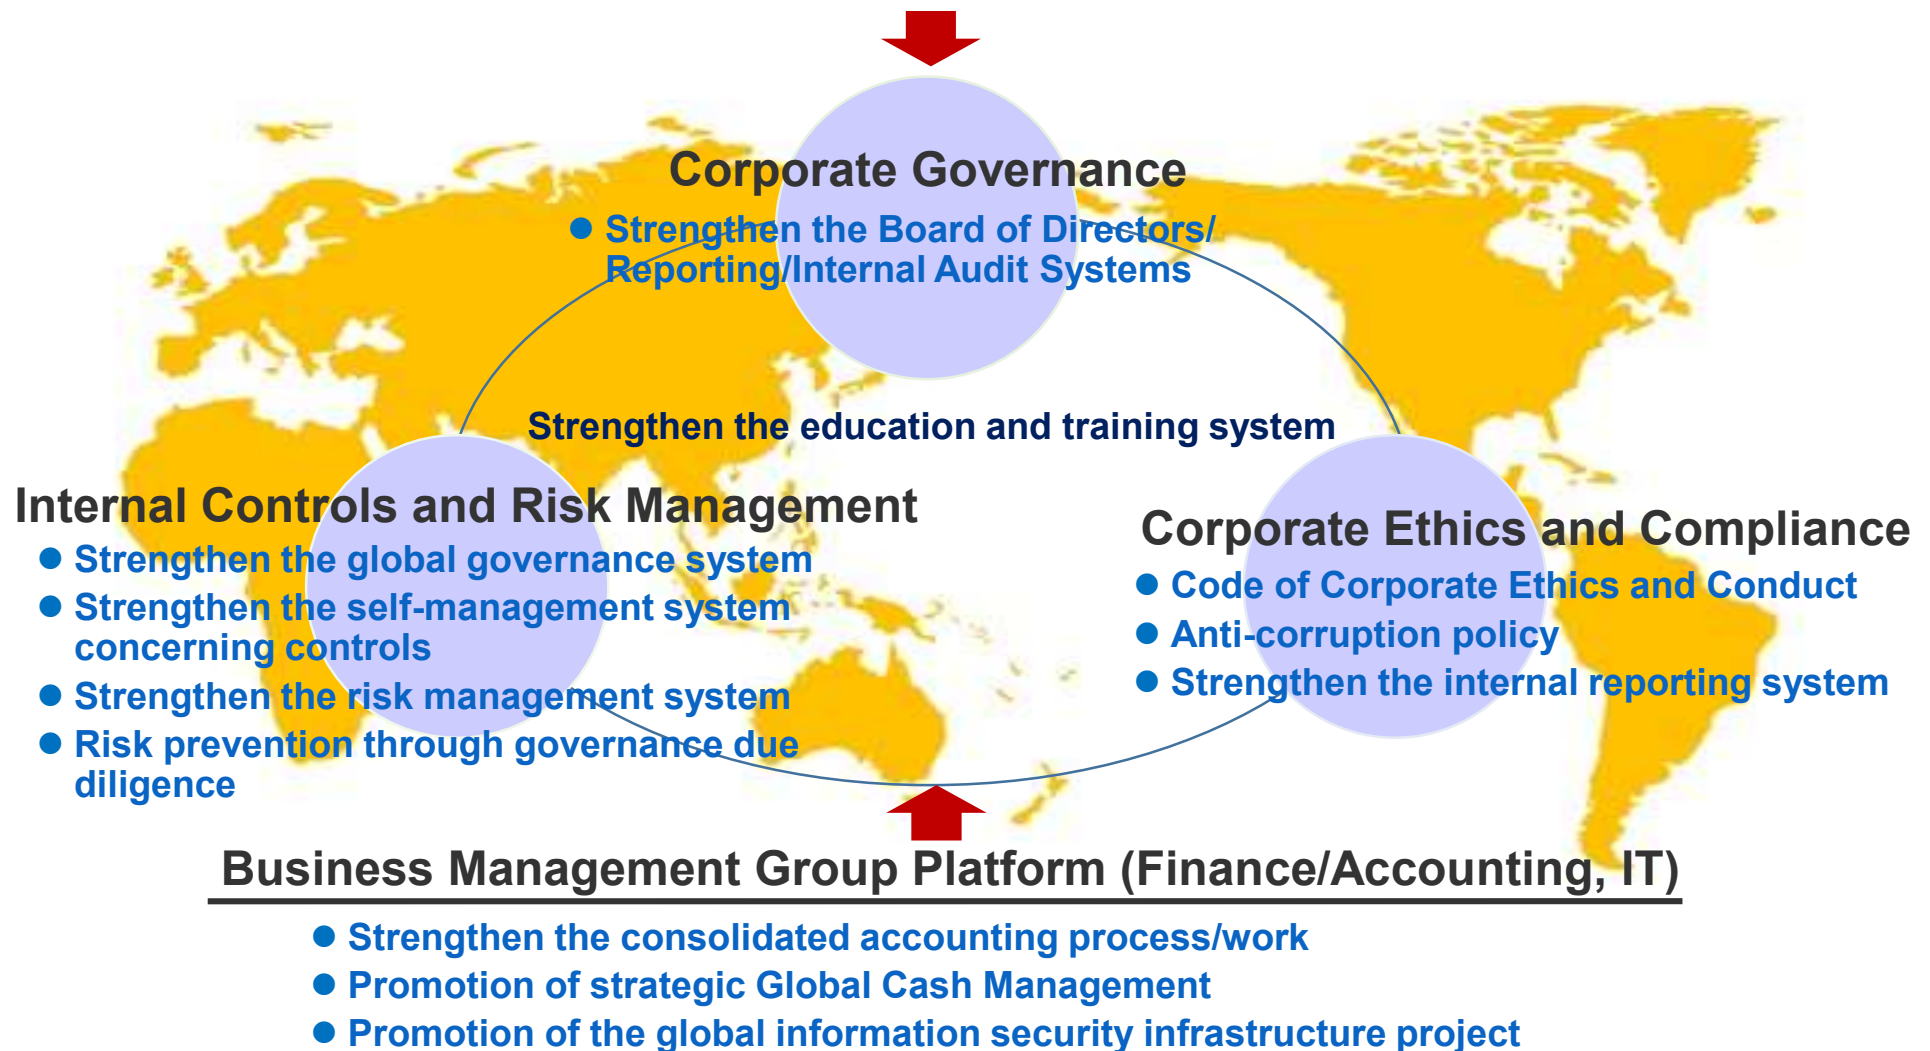 Corporate Governance
● Strengthen the Board of Directors/
Reporting/Internal Audit Systems
Strengthen the education and training system
Internal Controls and Risk Management
● Strengthen the global governance system
● Strengthen the self-management system
concerning controls
● Strengthen the risk management system
● Risk prevention through governance due
diligence
Corporate Ethics and Compliance
● Code of Corporate Ethics and Conduct
● Anti-corruption policy
● Strengthen the internal reporting system
Business Management Group Platform (Finance/Accounting, IT)
● Strengthen the consolidated accounting process/work
● Promotion of strategic Global Cash Management
● Promotion of the global information security infrastructure project